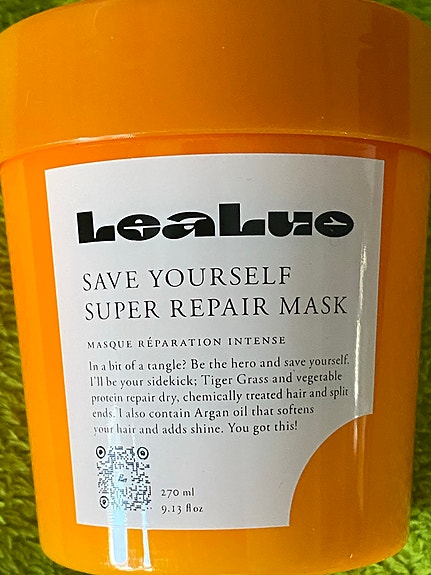 LeaLuo
SAVE YOURSELF
SUPER REPAIR MASK
MASQUE RÉPARATION INTENSE
In a bit of a tangle? Be the hero and save yourself.
I'll be your sidekick; Tiger Grass and vegetable
protein repair dry, chemically treated hair and split
ends. I also contain Argan oil that softens
your hair and adds shine. You got this!
270 ml
9.13 fl oz